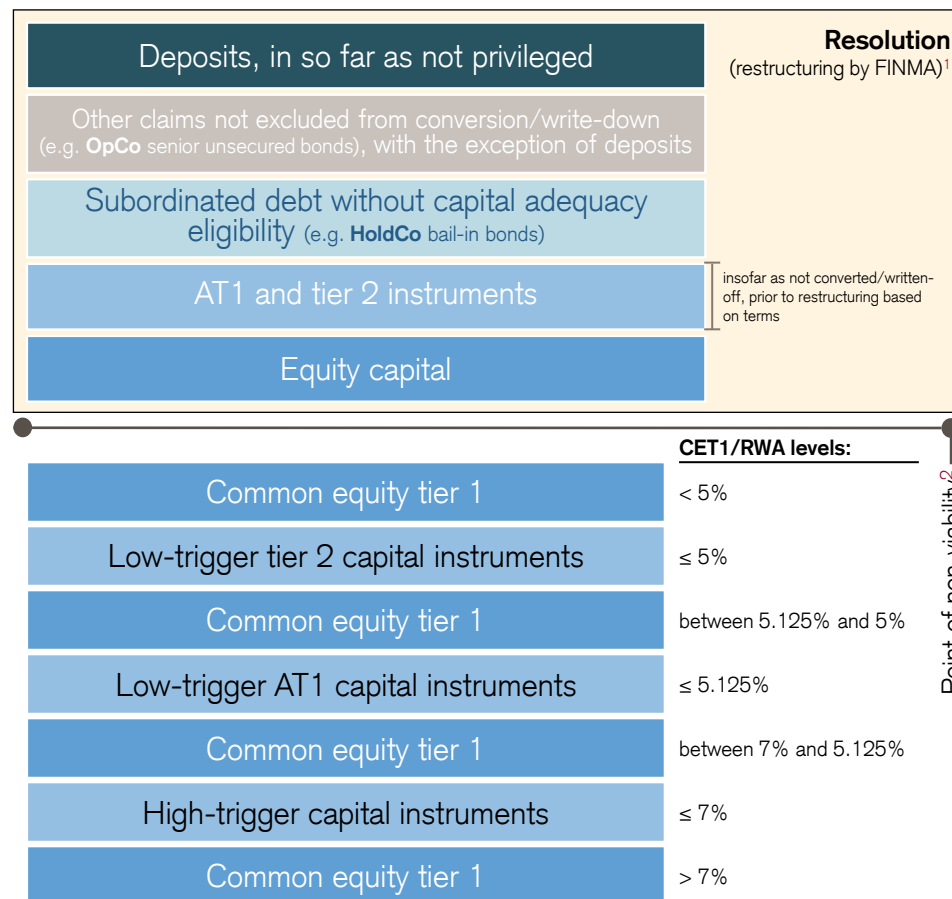 Deposits, in so far as not privileged
Resolution
(restructuring by FINMA)1
Other claims not excluded from conversion/write-down
(e.g. OpCo senior unsecured bonds), with the exception of deposits
Subordinated debt without capital adequacy
eligibility (e.g. HoldCo bail-in bonds)
AT1 and tier 2 instruments
insofar as not converted/written-
off, prior to restructuring based
on terms
Equity capital
CET1/RWA levels:
Common equity tier 1
< 5%
Low-trigger tier 2 capital instruments
≤ 5%
Common equity tier 1
between 5.125% and 5%
Low-trigger AT1 capital instruments
≤ 5.125%
Common equity tier 1
between 7% and 5.125%
High-trigger capital instruments
≤ 7%
Common equity tier 1
> 7%
Point of non-viability2